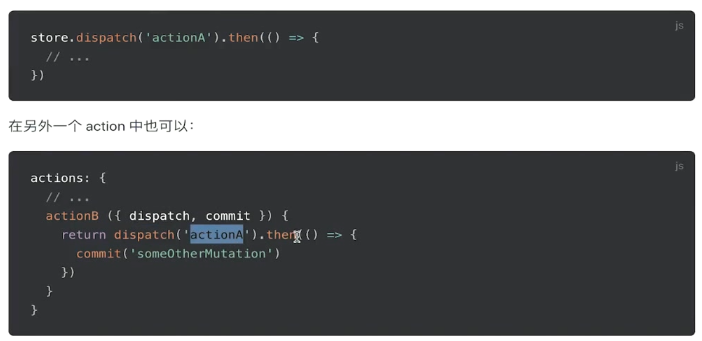 js
store.dispatch('actionA').then(() => {
  // ...
})
在另外一个 action 中也可以：
js
actions: {
  // ...
  actionB ({ dispatch, commit }) {
    return dispatch('actionA').then(() => {
      commit('someOtherMutation')
    })
  }
}